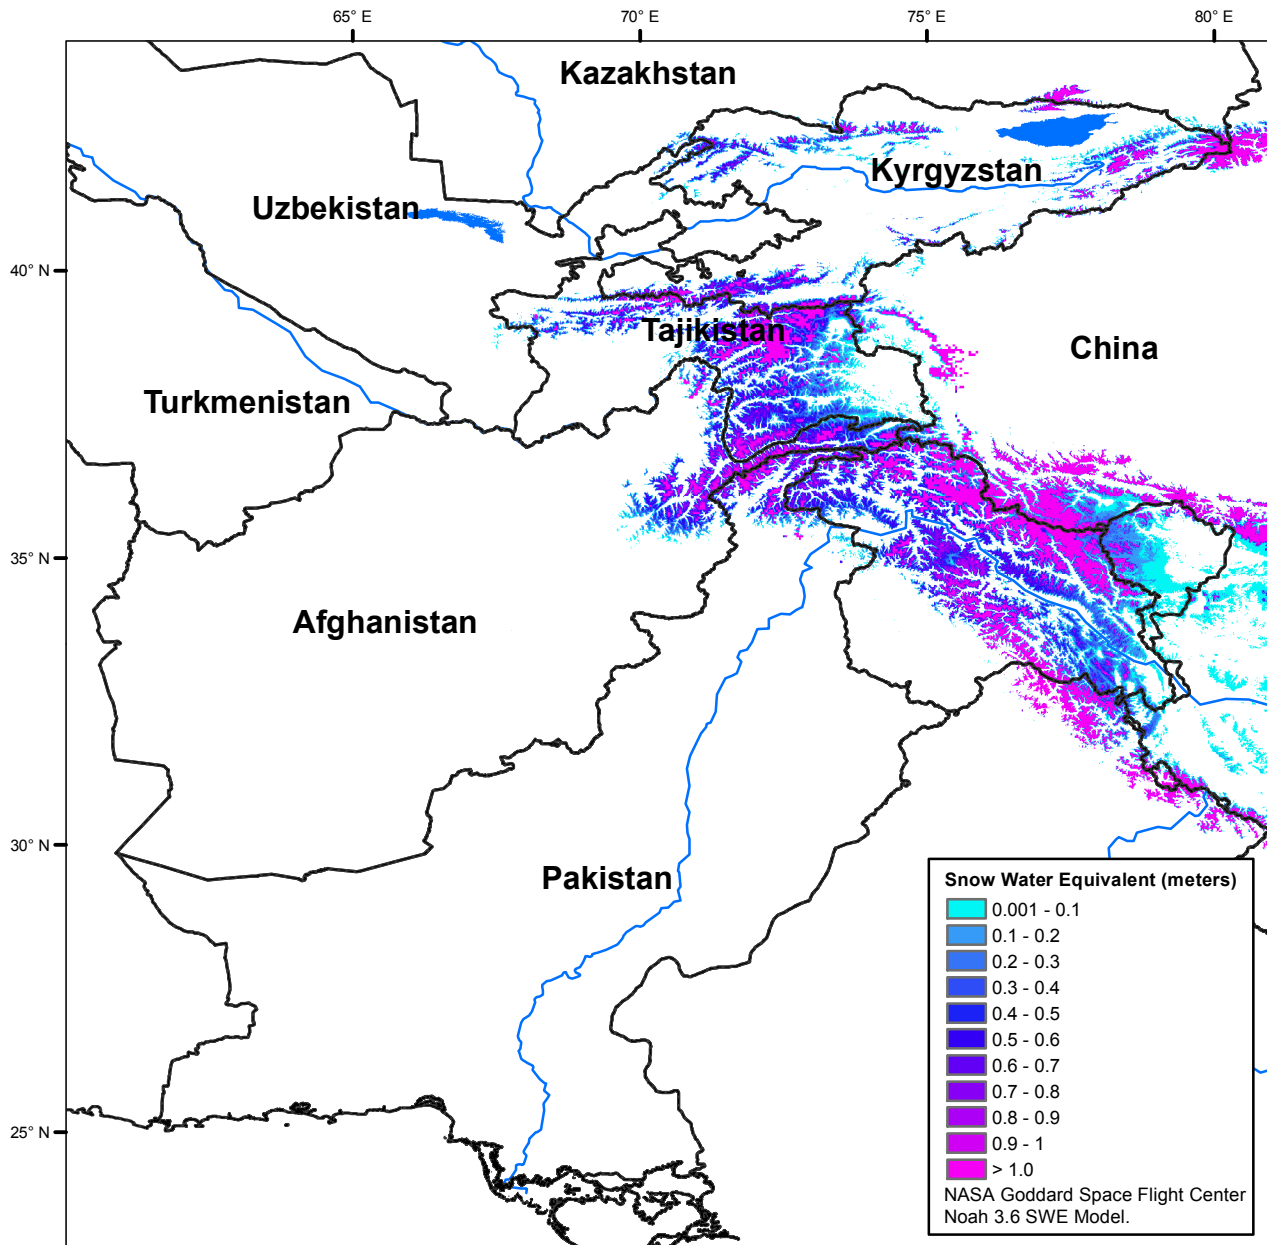 65° E
70° E
75° E
80° E
Kazakhstan
Kyrgyzstan
Uzbekistan
40° N
Tajikistan
China
Turkmenistan
35° N
Afghanistan
30° N
Pakistan
25° N
Snow Water Equivalent (meters)
0.001 - 0.1
0.1 - 0.2
0.2 - 0.3
0.3 - 0.4
0.4 - 0.5
0.5 - 0.6
0.6 - 0.7
0.7 - 0.8
0.8 - 0.9
0.9 - 1
> 1.0
NASA Goddard Space Flight Center
Noah 3.6 SWE Model.